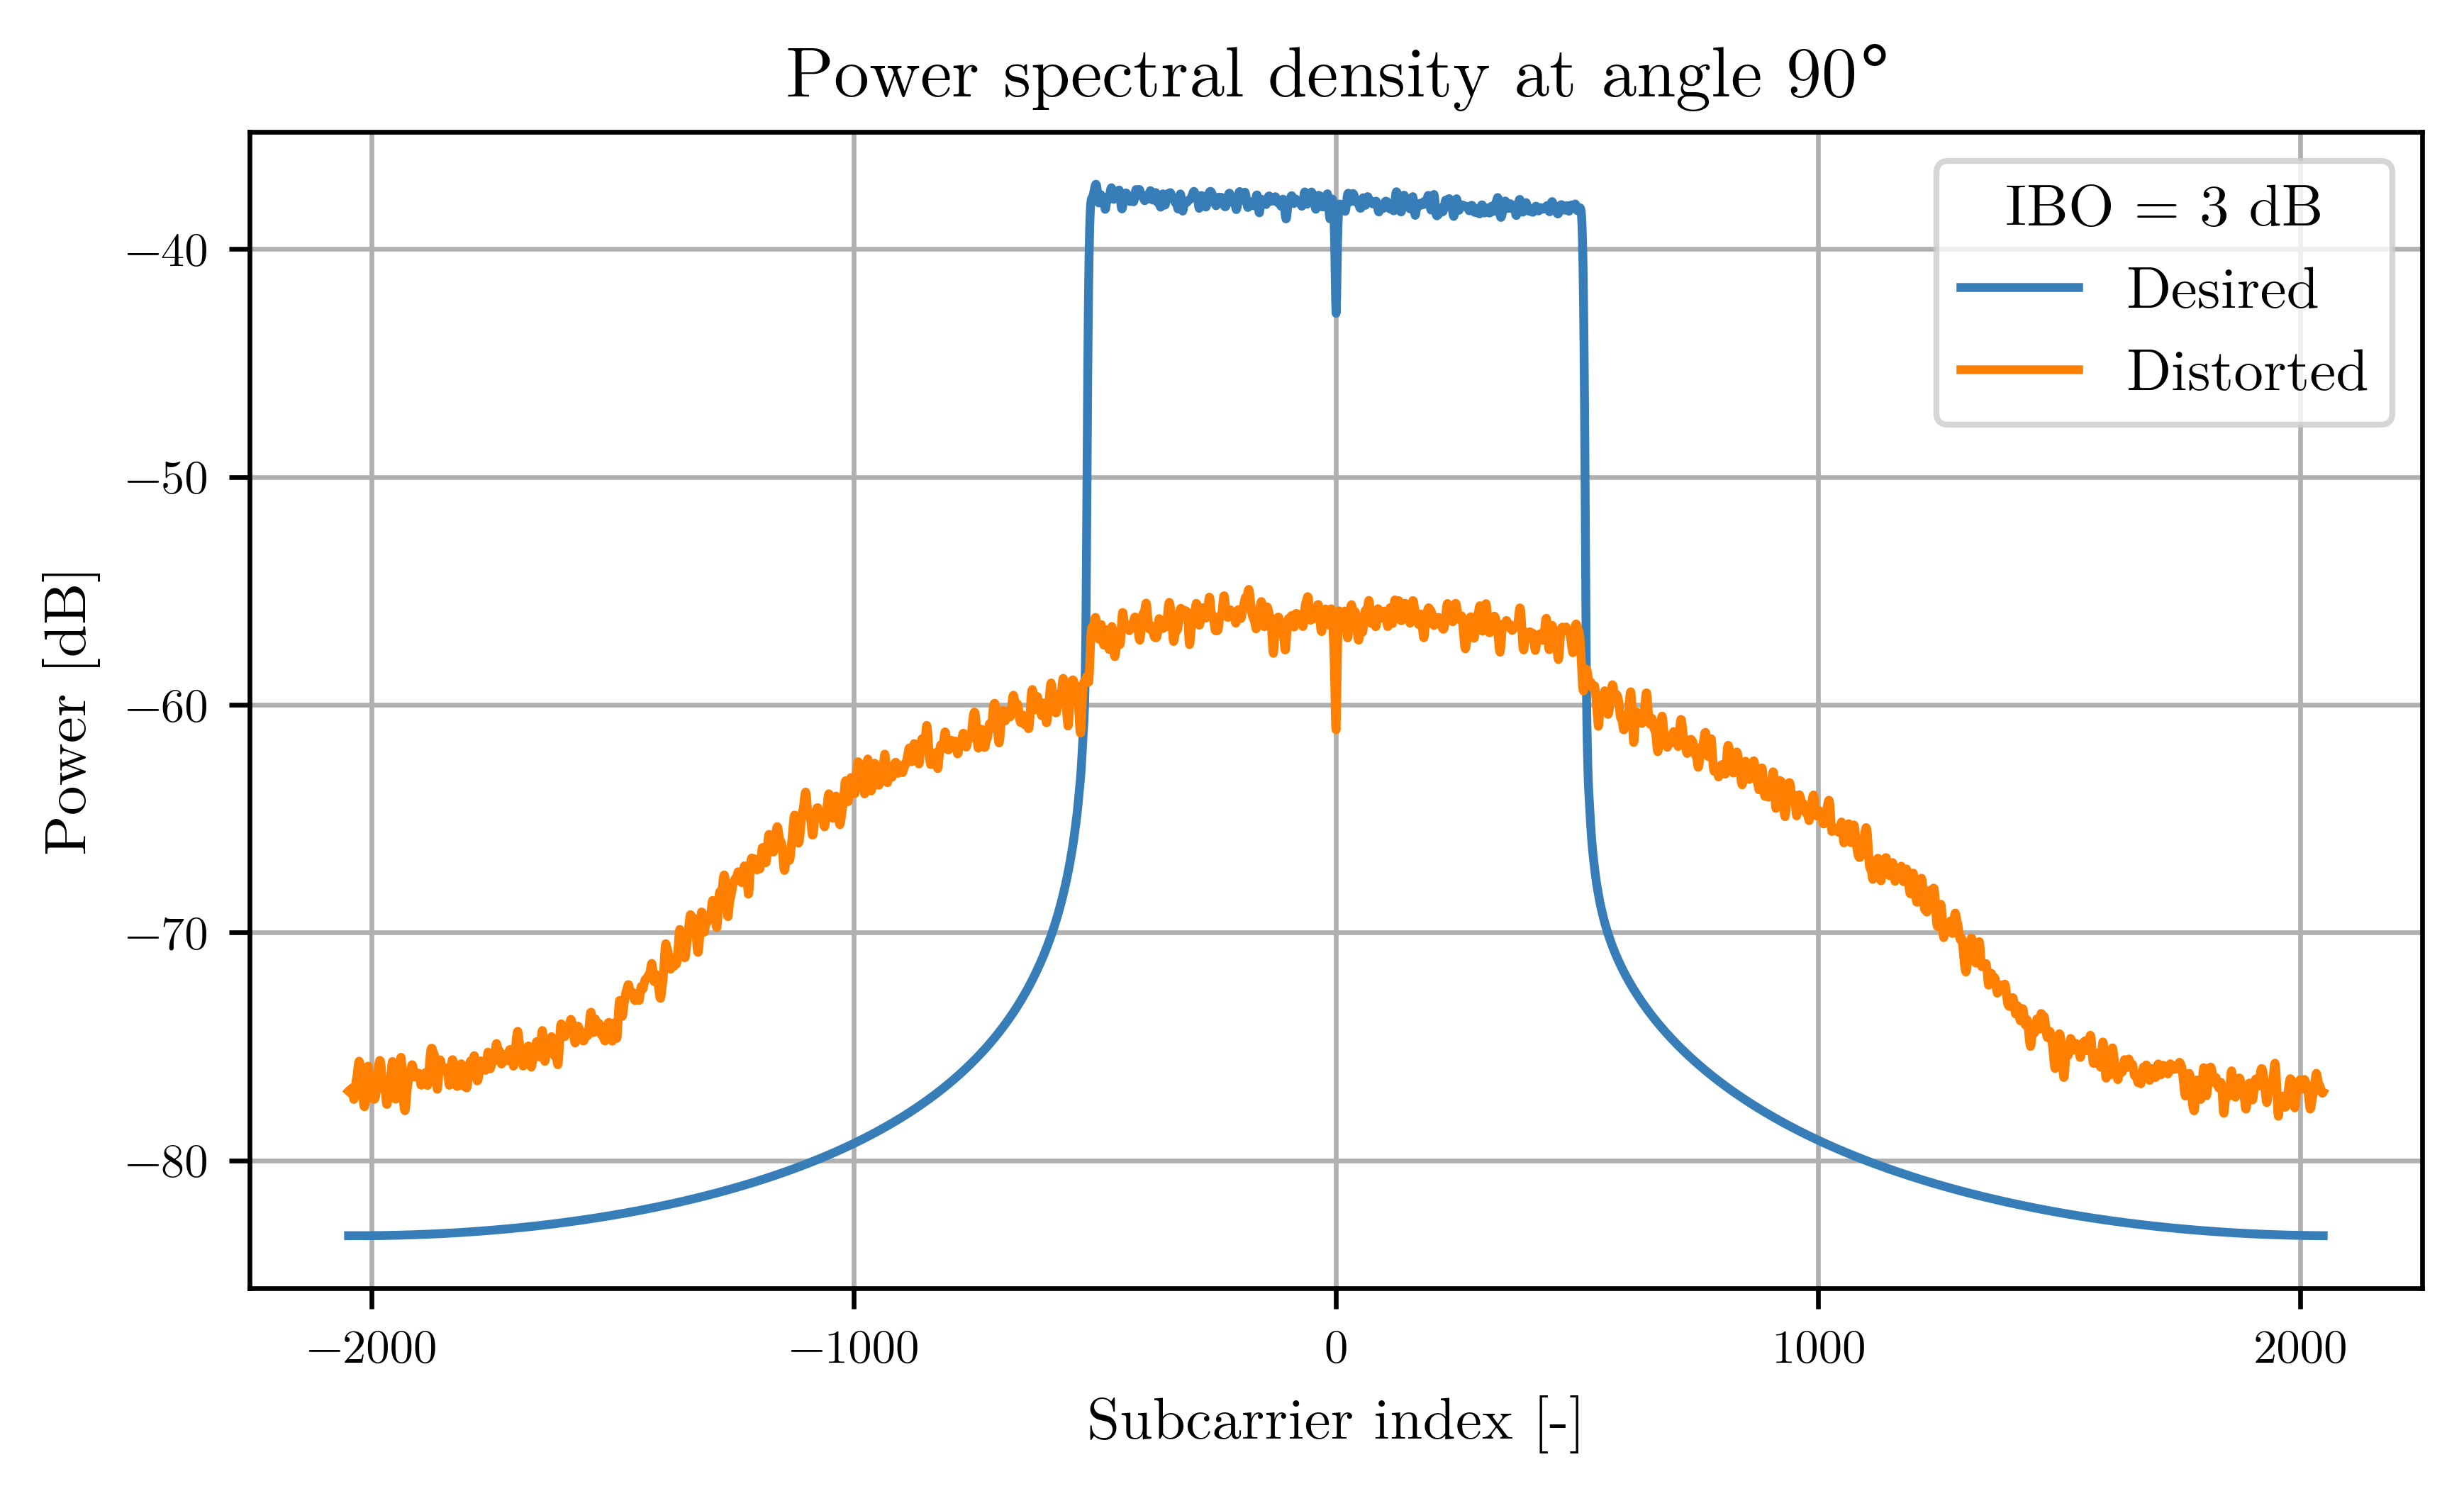 Power spectral density at angle 90°
IBO = 3 dB
Desired
Distorted
Power [dB]
−40
−50
−60
−70
−80
−2000
−1000
0
1000
2000
Subcarrier index [-]